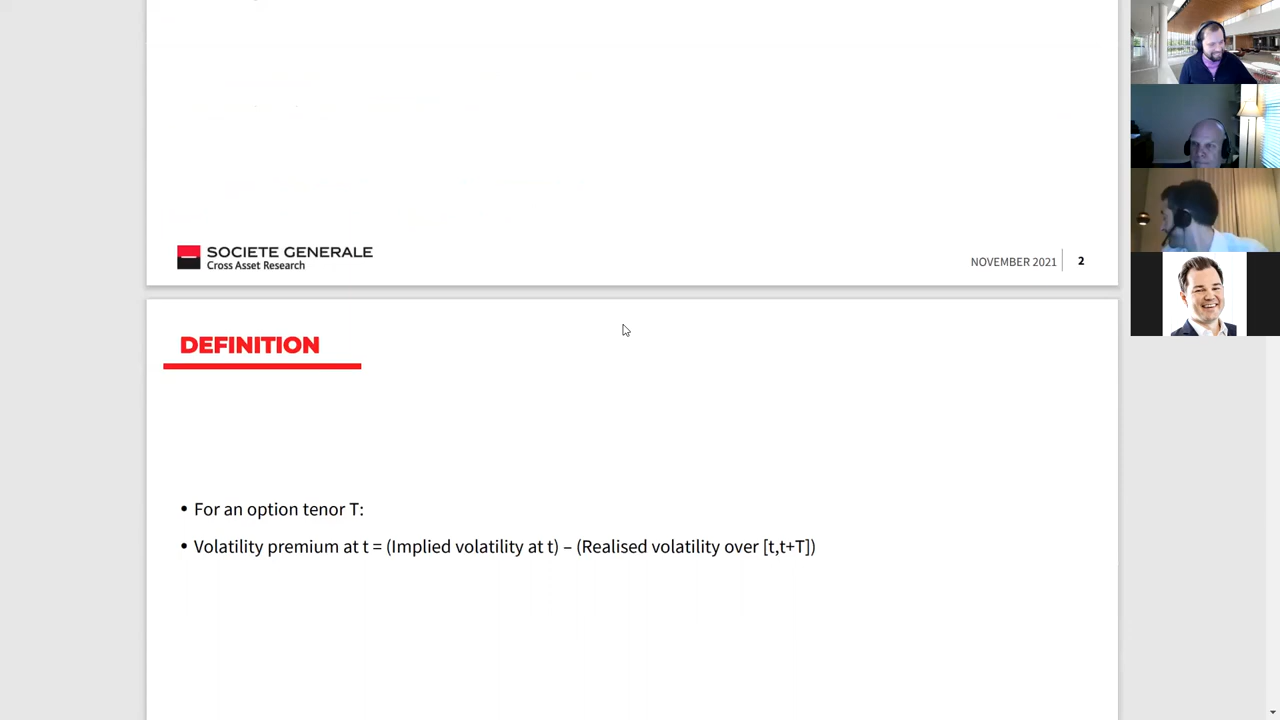 SOCIETE GENERALE
Cross Asset Research
NOVEMBER 2021 2
DEFINITION
• For an option tenor T:
• Volatility premium at t = (Implied volatility at t) – (Realised volatility over [t,t+T])